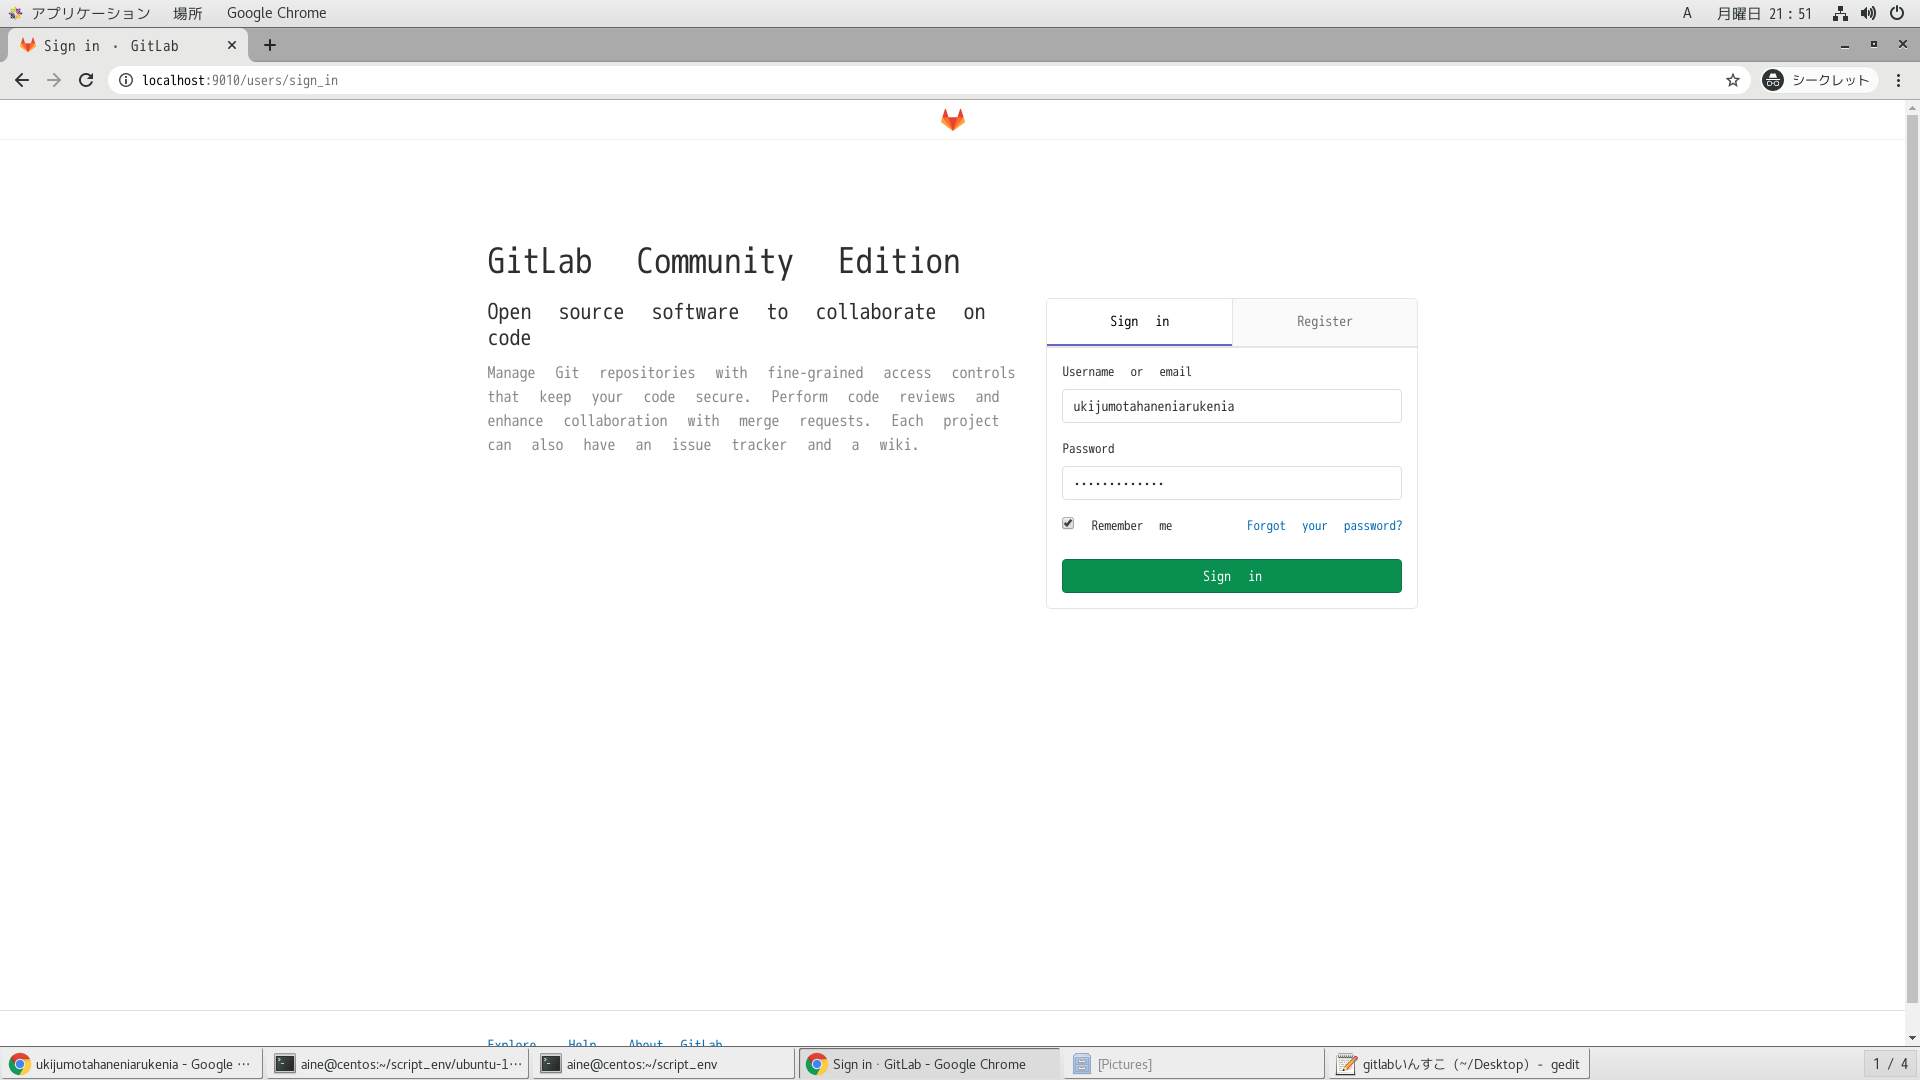 アプリケーション 場所 Google Chrome A 月曜日 21:51
Sign in · GitLab
localhost:9010/users/sign_in シークレット
GitLab Community Edition
Open source software to collaborate on
code
Manage Git repositories with fine-grained access controls
that keep your code secure. Perform code reviews and
enhance collaboration with merge requests. Each project
can also have an issue tracker and a wiki.
Sign in Register
Username or email
ukijumotahaneniarukenia
Password
Remember me Forgot your password?
Sign in
Explore Help About GitLab
ukijumotahaneniarukenia - Google ... aine@centos:~/script_env/ubuntu-1... aine@centos:~/script_env Sign in · GitLab - Google Chrome [Pictures] gitlabいんすこ (~/Desktop) - gedit 1 / 4